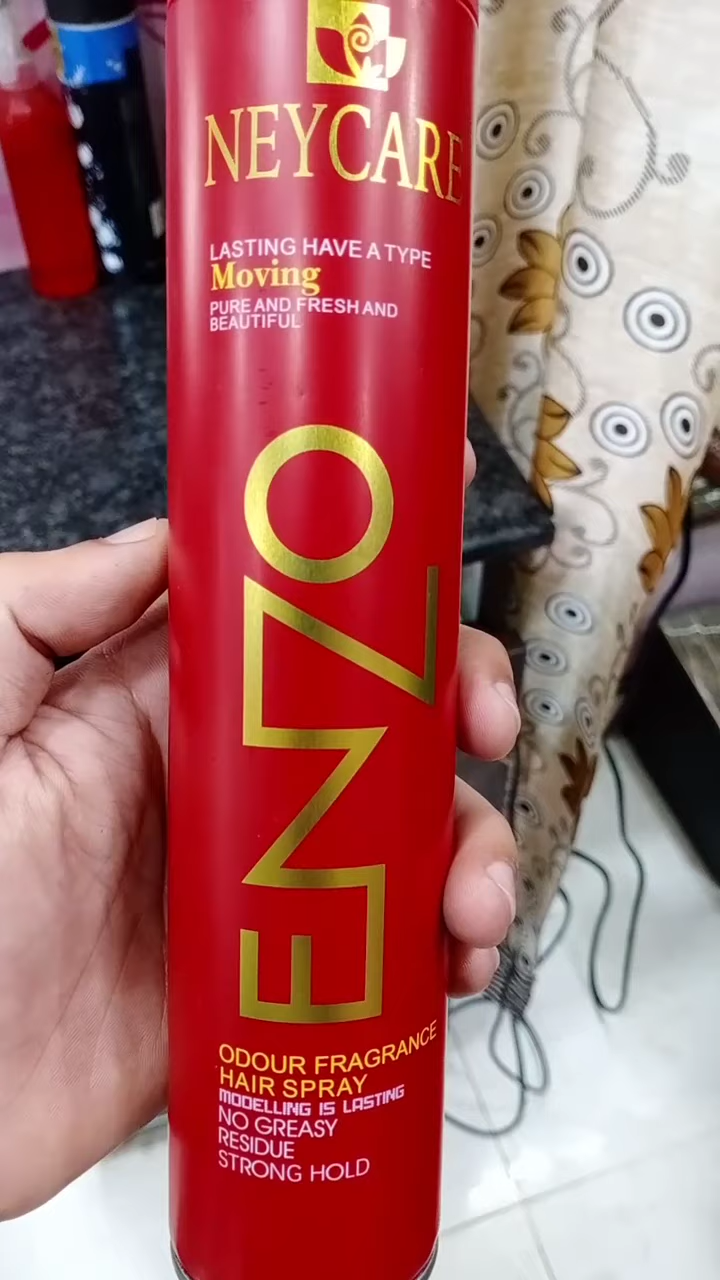 NEYCARE
LASTING HAVE A TYPE
Moving
PURE AND FRESH AND
BEAUTIFUL
ENZO
ODOUR FRAGRANCE
HAIR SPRAY
MODELLING IS LASTING
NO GREASY
RESIDUE
STRONG HOLD